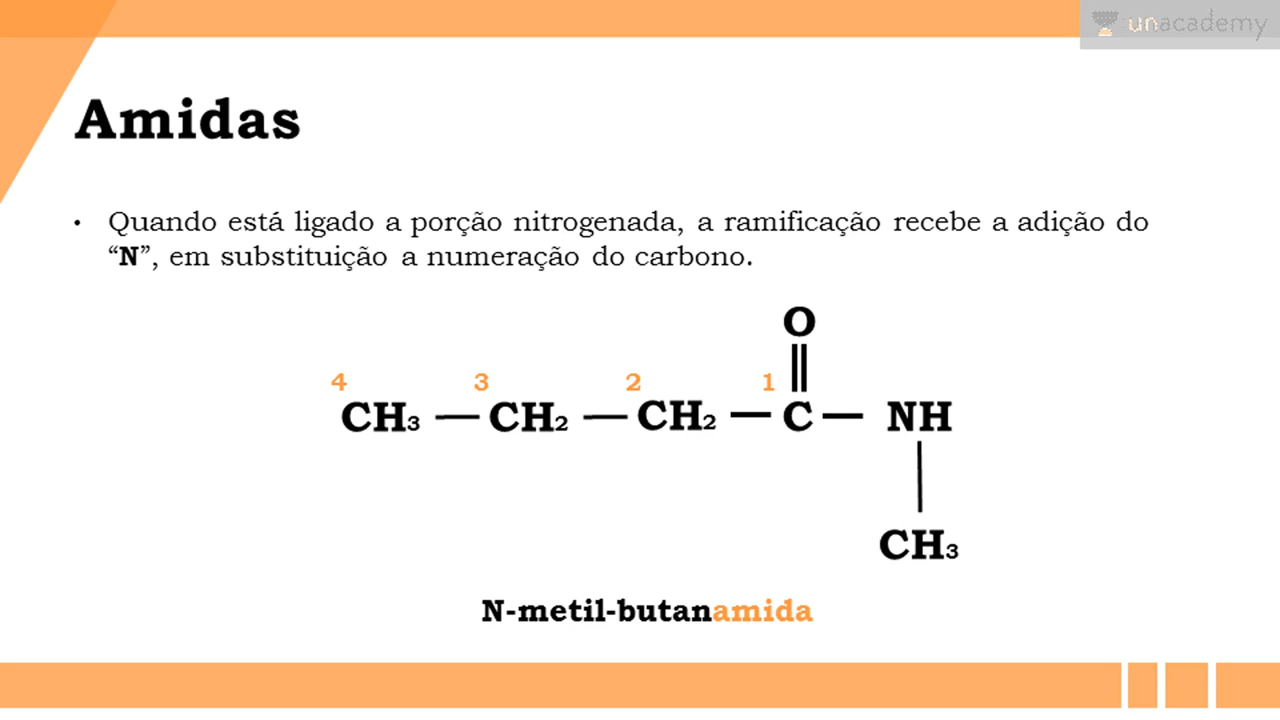 unacademy
Amidas
• Quando está ligado a porção nitrogenada, a ramificação recebe a adição do
“N”, em substituição a numeração do carbono.
O
4 3 2 1
CH₃ — CH₂ — CH₂ — C — NH
CH₃
N-metil-butanamida